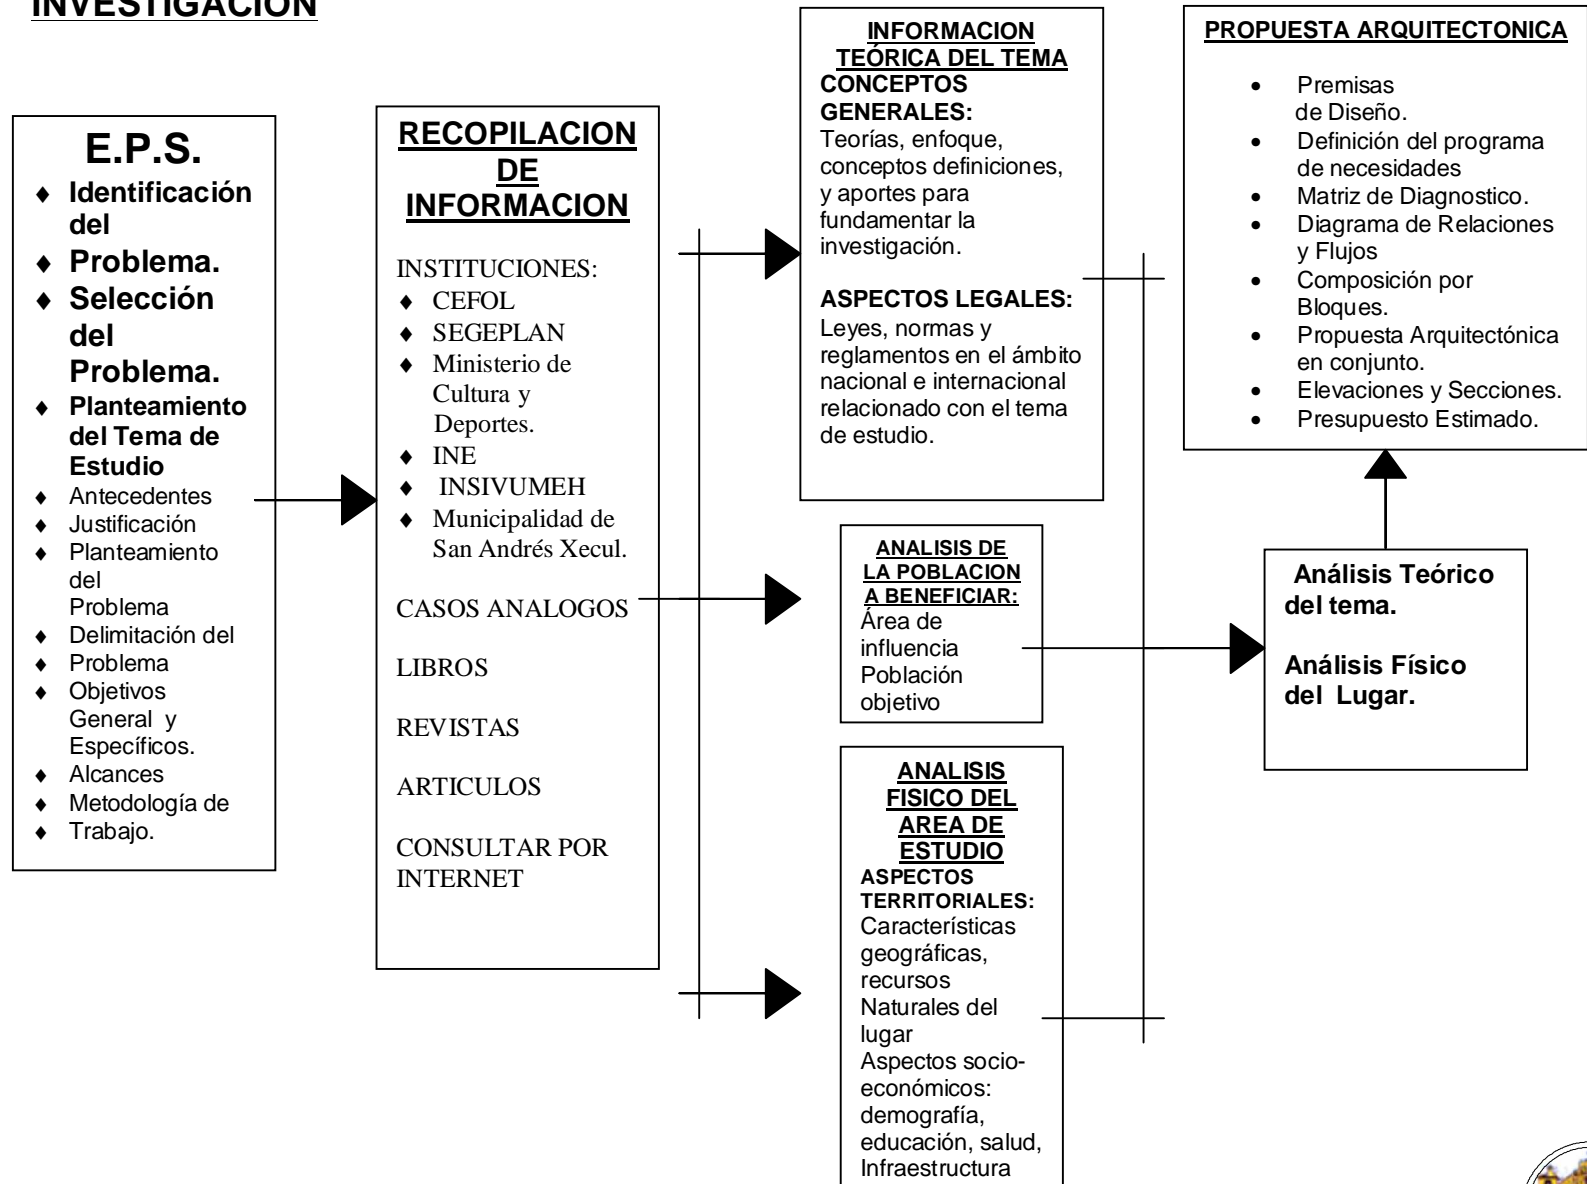 INVESTIGACIÓN
E.P.S.
♦ Identificación
del
♦ Problema.
♦ Selección
del
Problema.
♦ Planteamiento
del Tema de
Estudio
♦ Antecedentes
♦ Justificación
♦ Planteamiento
del
Problema
♦ Delimitación del
♦ Problema
♦ Objetivos
General y
Específicos.
♦ Alcances
♦ Metodología de
♦ Trabajo.
RECOPILACION
DE
INFORMACION
INSTITUCIONES:
♦ CEFOL
♦ SEGEPLAN
♦ Ministerio de
Cultura y
Deportes.
♦ INE
♦ INSIVUMEH
♦ Municipalidad de
San Andrés Xecul.
CASOS ANALOGOS
LIBROS
REVISTAS
ARTICULOS
CONSULTAR POR
INTERNET
INFORMACION
TEÓRICA DEL TEMA
CONCEPTOS
GENERALES:
Teorías, enfoque,
conceptos definiciones,
y aportes para
fundamentar la
investigación.
ASPECTOS LEGALES:
Leyes, normas y
reglamentos en el ámbito
nacional e internacional
relacionado con el tema
de estudio.
ANALISIS DE
LA POBLACION
A BENEFICIAR:
Área de
influencia
Población
objetivo
ANALISIS
FISICO DEL
AREA DE
ESTUDIO
ASPECTOS
TERRITORIALES:
Características
geográficas,
recursos
Naturales del
lugar
Aspectos socio-
económicos:
demografía,
educación, salud,
Infraestructura
PROPUESTA ARQUITECTONICA
• Premisas
de Diseño.
• Definición del programa
de necesidades
• Matriz de Diagnostico.
• Diagrama de Relaciones
y Flujos
• Composición por
Bloques.
• Propuesta Arquitectónica
en conjunto.
• Elevaciones y Secciones.
• Presupuesto Estimado.
Análisis Teórico
del tema.
Análisis Físico
del Lugar.